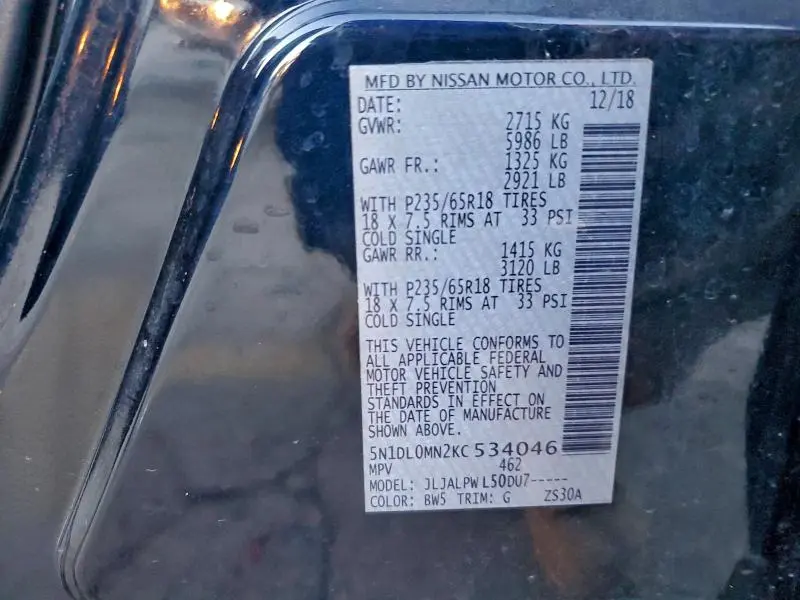 MFD BY NISSAN MOTOR CO., LTD.
DATE: 12/18
GVWR: 2715 KG
5986 LB
GAWR FR.: 1325 KG
2921 LB
WITH P235/65R18 TIRES
18 X 7.5 RIMS AT 33 PSI
COLD SINGLE
GAWR RR.: 1415 KG
3120 LB
WITH P235/65R18 TIRES
18 X 7.5 RIMS AT 33 PSI
COLD SINGLE
THIS VEHICLE CONFORMS TO
ALL APPLICABLE FEDERAL
MOTOR VEHICLE SAFETY AND
THEFT PREVENTION
STANDARDS IN EFFECT ON
THE DATE OF MANUFACTURE
SHOWN ABOVE.
5N1DL0MN2KC534046
MPV 462
MODEL: JLJALPWL50DU7-----
COLOR: BW5 TRIM: G ZS30A